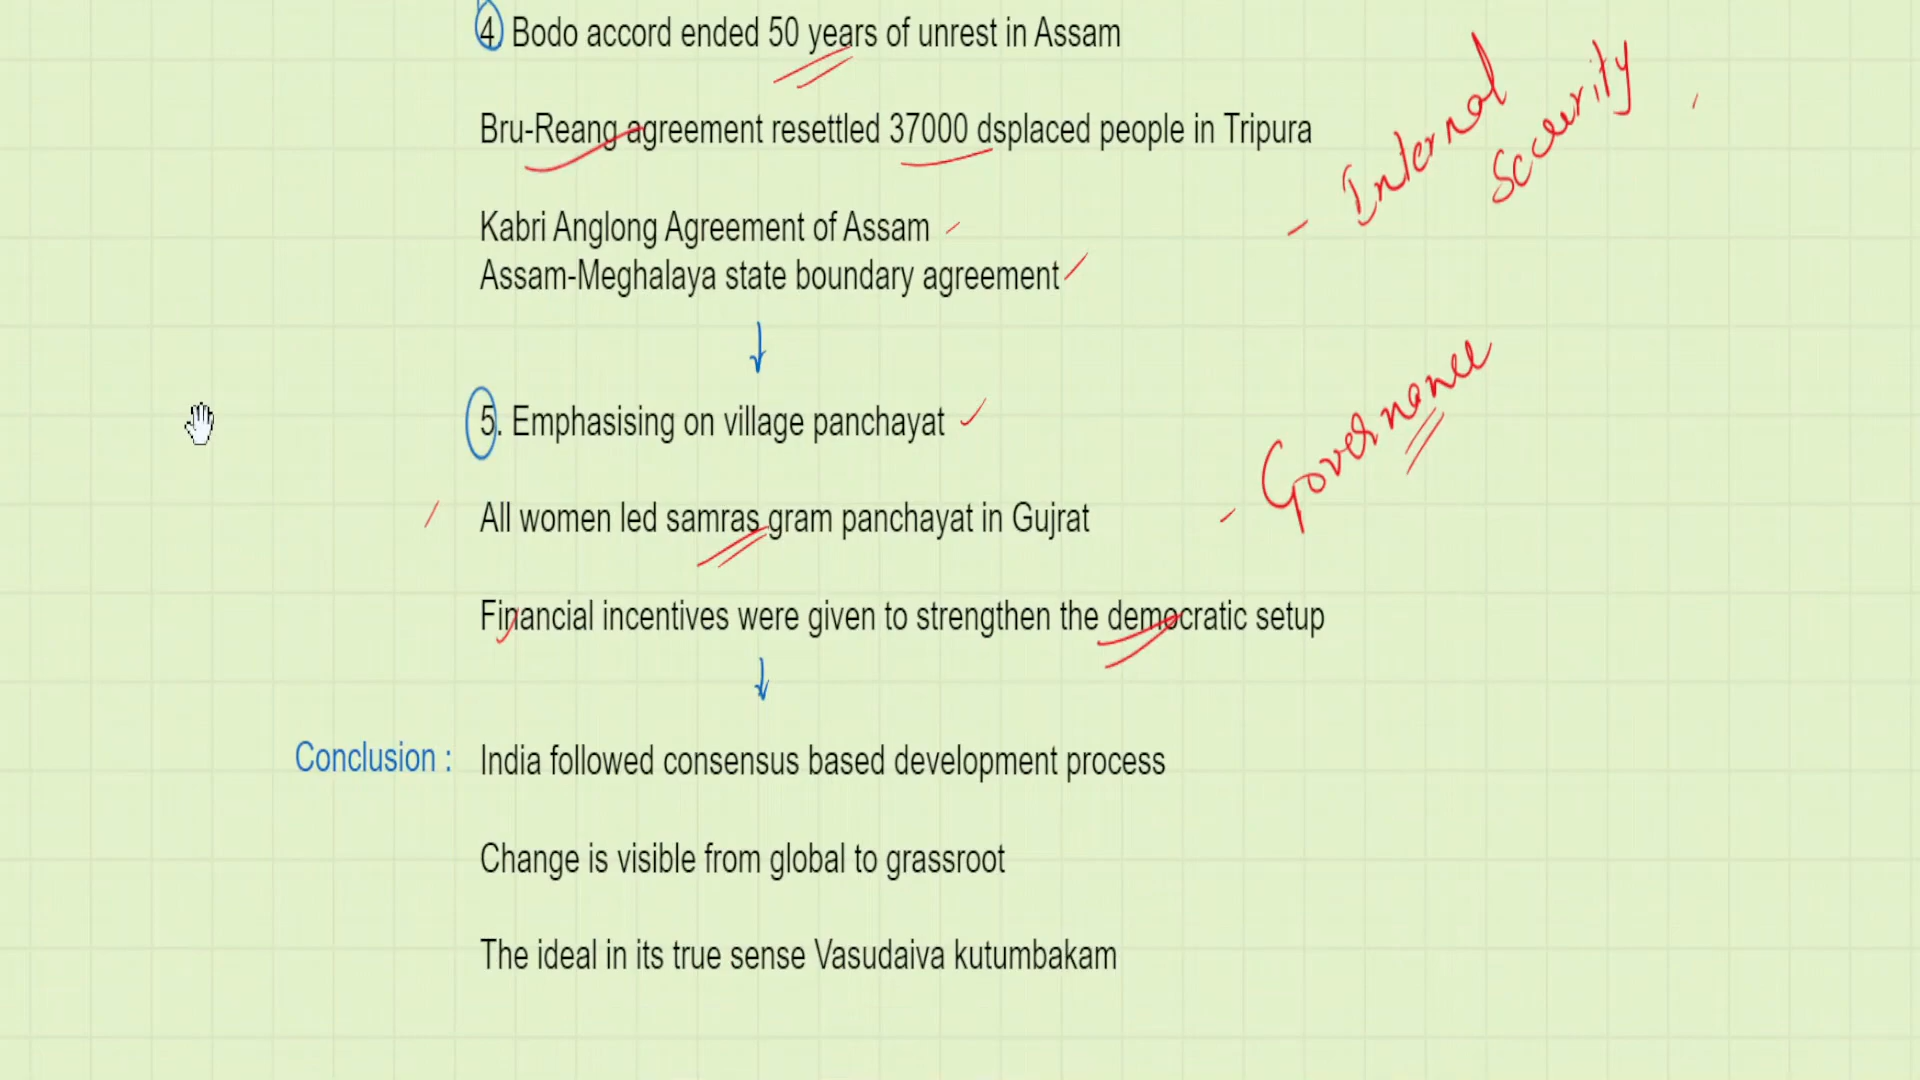 4. Bodo accord ended 50 years of unrest in Assam
Bru-Reang agreement resettled 37000 dsplaced people in Tripura
Internal
Security
Kabri Anglong Agreement of Assam
Assam-Meghalaya state boundary agreement
5. Emphasising on village panchayat
Governance
All women led samras gram panchayat in Gujrat
Financial incentives were given to strengthen the democratic setup
Conclusion : India followed consensus based development process
Change is visible from global to grassroot
The ideal in its true sense Vasudaiva kutumbakam